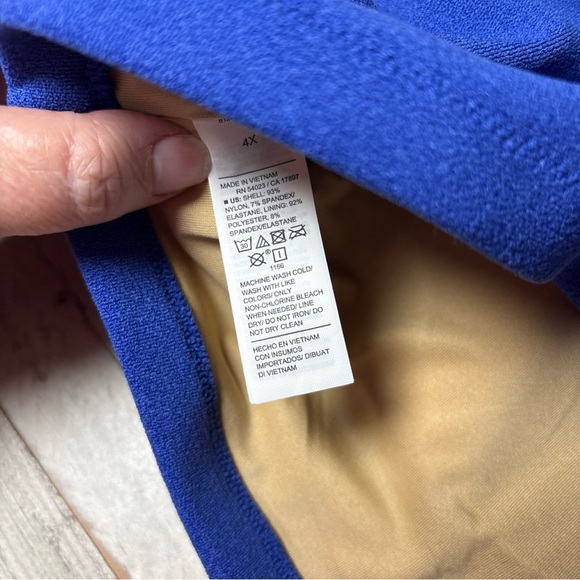 4X
MADE IN VIETNAM
RN 54023 / CA 17897
■ US: SHELL: 93%
NYLON, 7% SPANDEX/
ELASTANE, LINING: 92%
POLYESTER, 8%
SPANDEX/ELASTANE
30
1166
MACHINE WASH COLD/
WASH WITH LIKE
COLORS/ ONLY
NON-CHLORINE BLEACH
WHEN NEEDED/ LINE
DRY/ DO NOT IRON/ DO
NOT DRY CLEAN
HECHO EN VIETNAM
CON INSUMOS
IMPORTADOS/ DIBUAT
DI VIETNAM